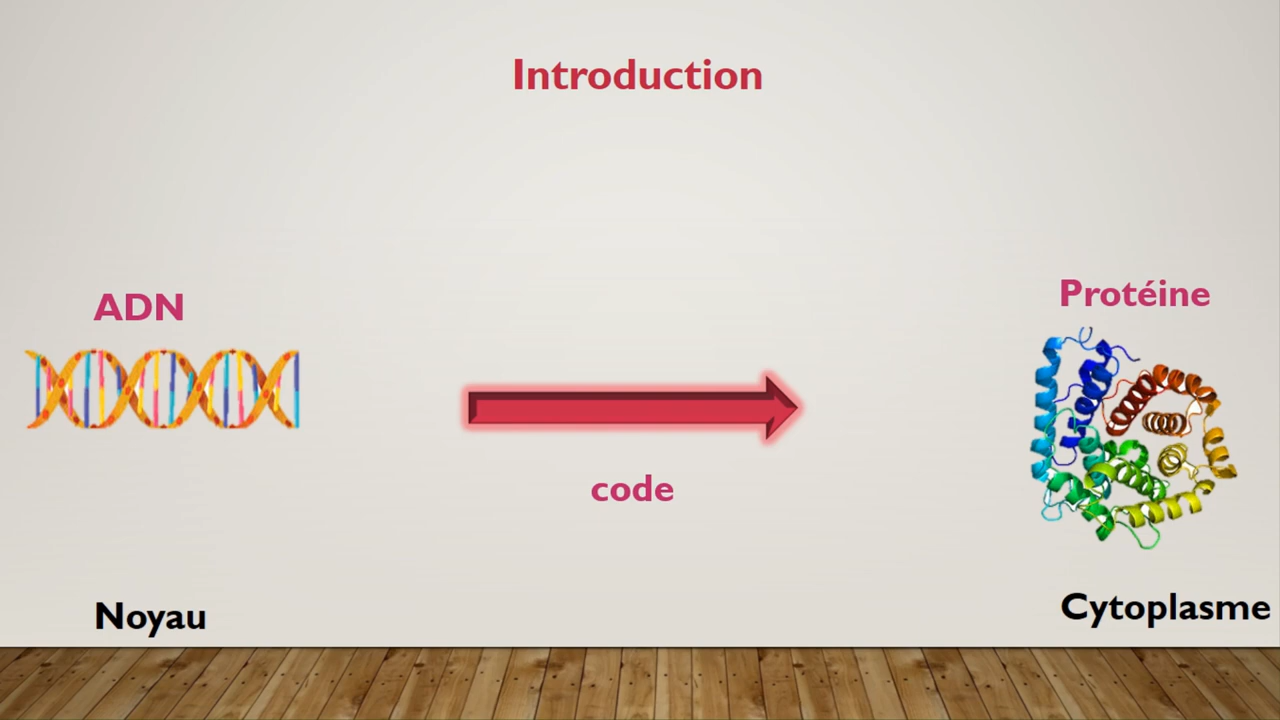 Introduction
ADN
Protéine
code
Noyau
Cytoplasme